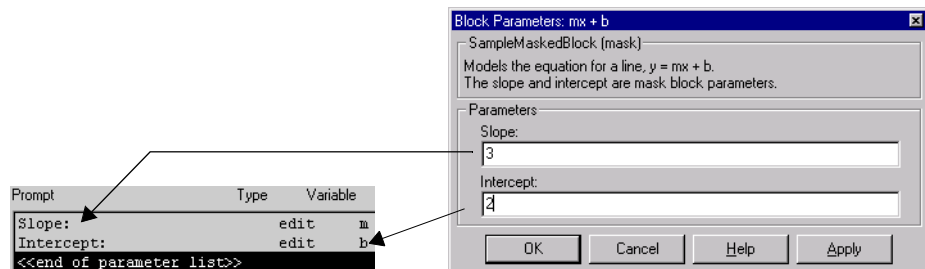 Block Parameters: mx + b
SampleMaskedBlock (mask)
Models the equation for a line, y = mx + b.
The slope and intercept are mask block parameters.
Parameters
Slope:
3
Intercept:
2
OK Cancel Help Apply
Prompt Type Variable
Slope: edit m
Intercept: edit b
<<end of parameter list>>